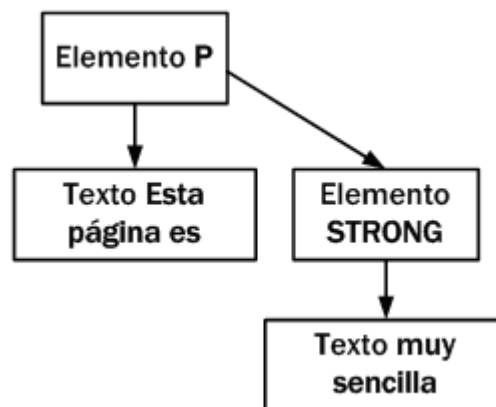 Elemento P
Texto Esta
página es
Elemento
STRONG
Texto muy
sencilla